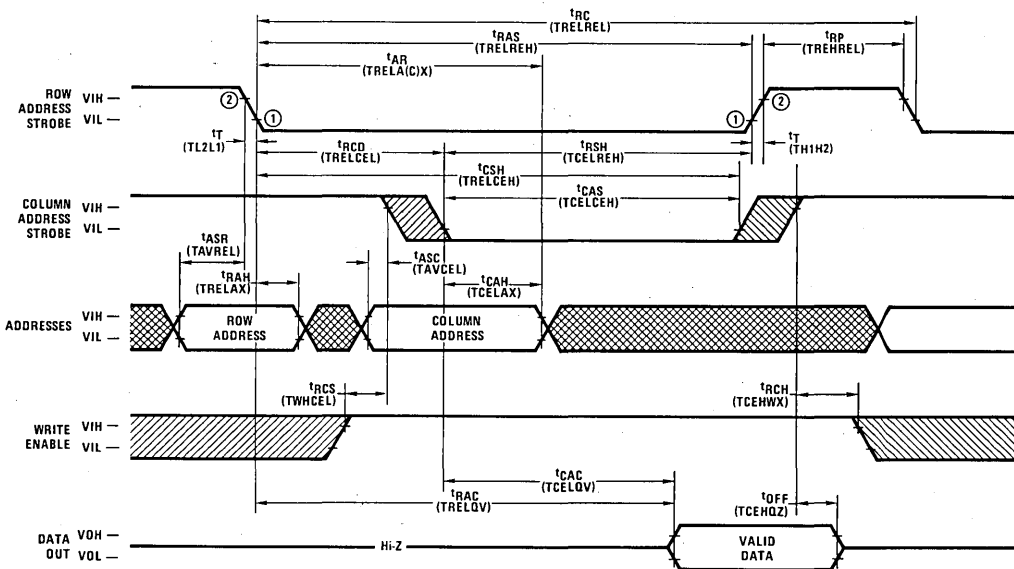 tRC
(TRELREL)
tRAS
(TRELREH)
tRP
(TREHREL)
tAR
(TRELA(C)X)
ROW
ADDRESS
STROBE
VIH
VIL
2
1
1
2
tT
(TL2L1)
tRCD
(TRELCEL)
tRSH
(TCELREH)
tT
(TH1H2)
tCSH
(TRELCEH)
tCAS
(TCELCEH)
COLUMN
ADDRESS
STROBE
VIH
VIL
tASR
(TAVREL)
tASC
(TAVCEL)
tRAH
(TRELAX)
tCAH
(TCELAX)
ADDRESSES
VIH
VIL
ROW
ADDRESS
COLUMN
ADDRESS
tRCS
(TWHCEL)
tRCH
(TCEHWX)
WRITE
ENABLE
VIH
VIL
tCAC
(TCELQV)
tRAC
(TRELQV)
tOFF
(TCEHQZ)
DATA
OUT
VOH
VOL
Hi-Z
VALID
DATA